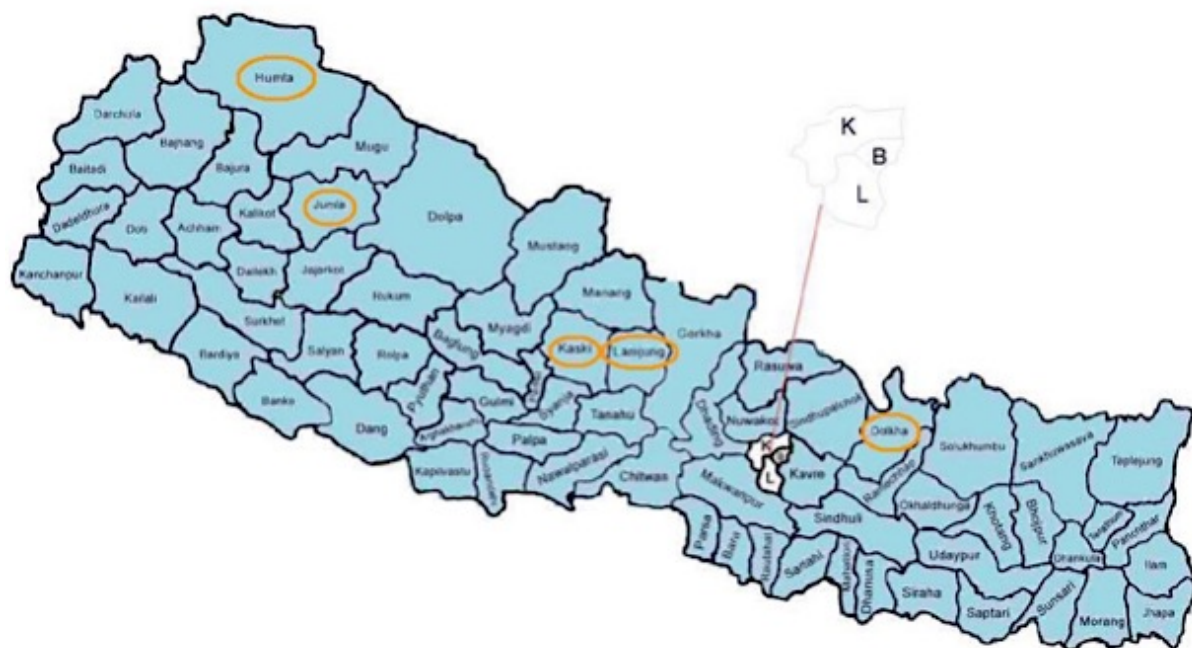 Humla
Darchula
Bajhang
Mugu
Baitadi
Bajura
Dadeldhura
Doti
Achham
Kalikot
Jumla
Dolpa
Mustang
Kanchanpur
Kailali
Dailekh
Jajarkot
Rukum
Manang
Gorkha
Surkhet
Myagdi
Baglung
Kaski
Lamjung
Bardiya
Salyan
Rolpa
Rasuwa
Banke
Pyuthan
Gulmi
Syanja
Tanahu
Dhading
Nuwakot
Sindhupalchok
Dolkha
Solukhumbu
Sankhuwasava
Taplejung
Dang
Palpa
Kapilvastu
Nawalparasi
Chitwan
Makwanpur
Kavre
Ramechhap
Okhaldhunga
Khotang
Bhojpur
Panchthar
Sindhuli
Udaypur
Dhankuta
Ilam
Parsa
Bara
Rautahat
Sarlahi
Dhanusa
Siraha
Saptari
Sunsari
Morang
Jhapa
K
B
L
K
L